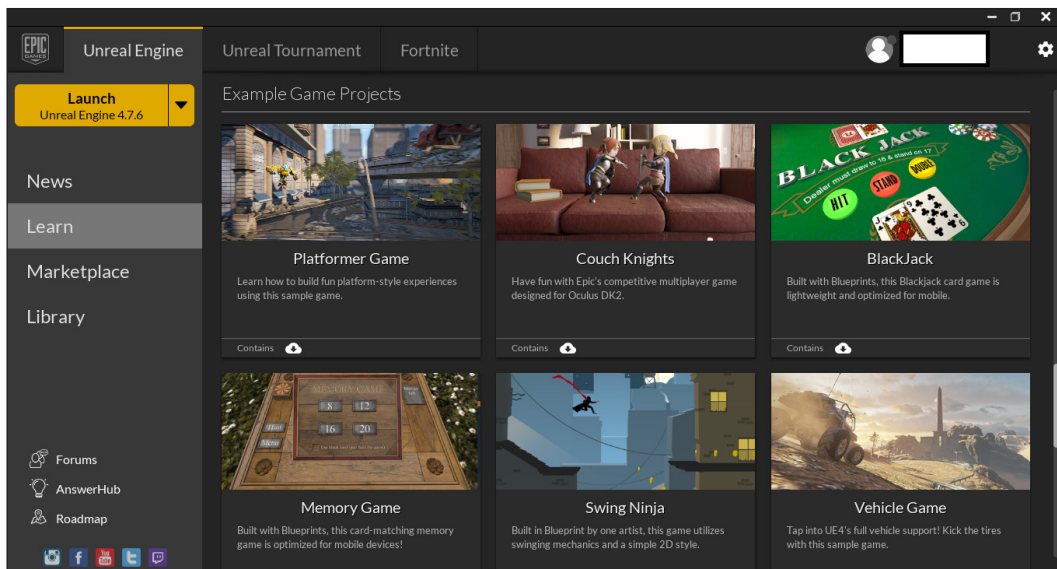 EPIC
GAMES
Unreal Engine
Unreal Tournament
Fortnite
Launch
Unreal Engine 4.7.6
News
Learn
Marketplace
Library
Forums
AnswerHub
Roadmap
Example Game Projects
BLACK JACK
Dealer must draw to 16 & stand on 17
HIT
STAND
DOUBLE
Platformer Game
Learn how to build fun platform-style experiences
using this sample game.
Contains
Couch Knights
Have fun with Epic's competitive multiplayer game
designed for Oculus DK2.
Contains
BlackJack
Built with Blueprints, this Blackjack card game is
lightweight and optimized for mobile.
Contains
MEMORY GAME
8
12
16
20
Hint
Menu
Memory Game
Built with Blueprints, this card-matching memory
game is optimized for mobile devices!
Swing Ninja
Built in Blueprint by one artist, this game utilizes
swinging mechanics and a simple 2D style.
Vehicle Game
Tap into UE4's full vehicle support! Kick the tires
with this sample game.